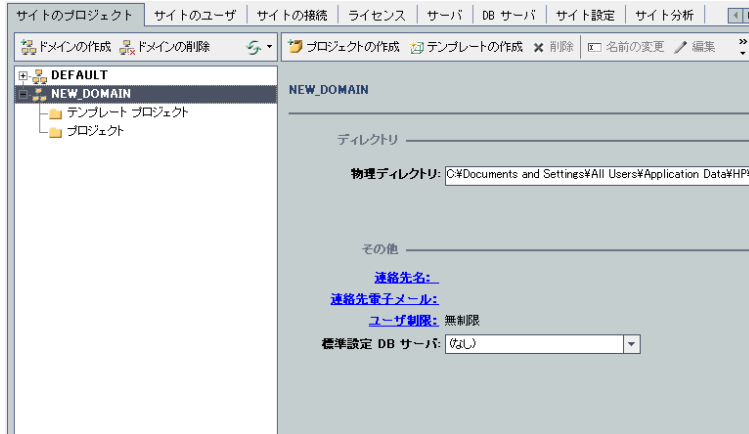 サイトのプロジェクト サイトのユーザ サイトの接続 ライセンス サーバ DB サーバ サイト設定 サイト分析
ドメインの作成 ドメインの削除 プロジェクトの作成 テンプレートの作成 削除 名前の変更 編集
DEFAULT
NEW_DOMAIN
テンプレート プロジェクト
プロジェクト
NEW_DOMAIN
ディレクトリ
物理ディレクトリ: C:¥Documents and Settings¥All Users¥Application Data¥HP¥
その他
連絡先名:
連絡先電子メール:
ユーザ制限: 無制限
標準設定 DB サーバ: (なし)